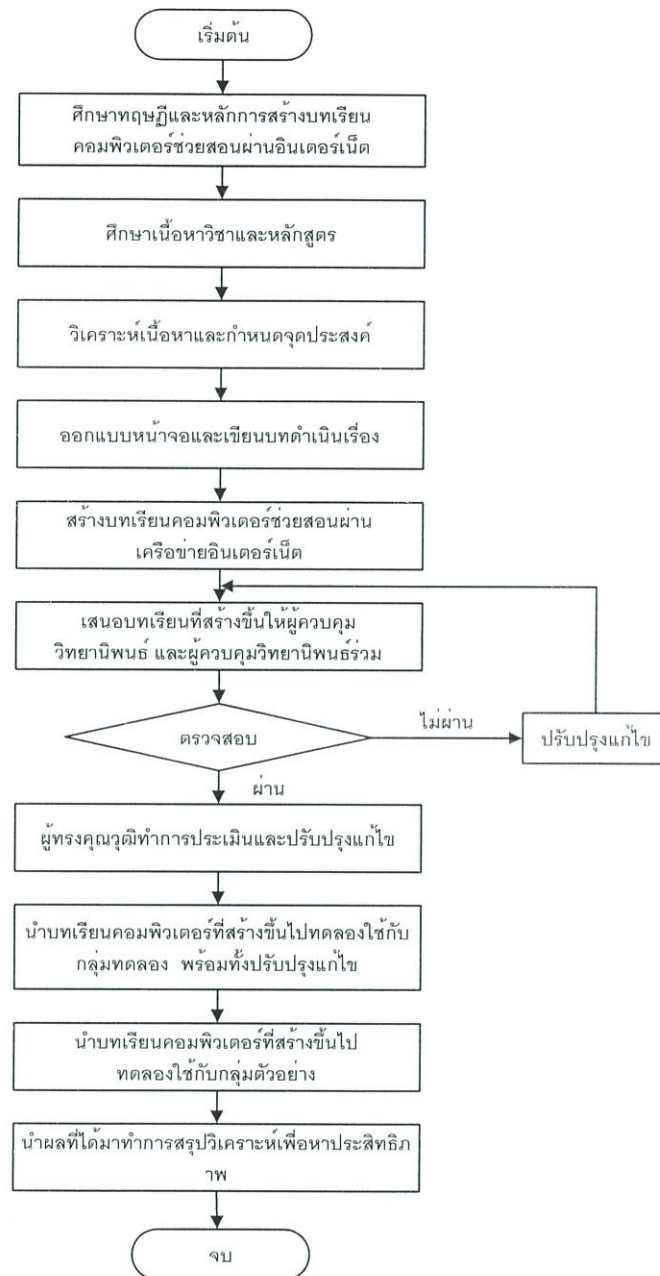 เริ่มต้น
ศึกษาทฤษฎีและหลักการสร้างบทเรียน
คอมพิวเตอร์ช่วยสอนผ่านอินเตอร์เน็ต
ศึกษาเนื้อหาวิชาและหลักสูตร
วิเคราะห์เนื้อหาและกำหนดจุดประสงค์
ออกแบบหน้าจอและเขียนบทดำเนินเรื่อง
สร้างบทเรียนคอมพิวเตอร์ช่วยสอนผ่าน
เครือข่ายอินเตอร์เน็ต
เสนอบทเรียนที่สร้างขึ้นให้ผู้ควบคุม
วิทยานิพนธ์ และผู้ควบคุมวิทยานิพนธ์ร่วม
ตรวจสอบ
ไม่ผ่าน
ปรับปรุงแก้ไข
ผ่าน
ผู้ทรงคุณวุฒิทำการประเมินและปรับปรุงแก้ไข
นำบทเรียนคอมพิวเตอร์ที่สร้างขึ้นไปทดลองใช้กับ
กลุ่มทดลอง พร้อมทั้งปรับปรุงแก้ไข
นำบทเรียนคอมพิวเตอร์ที่สร้างขึ้นไป
ทดลองใช้กับกลุ่มตัวอย่าง
นำผลที่ได้มาทำการสรุปวิเคราะห์เพื่อหาประสิทธิภ
าพ
จบ